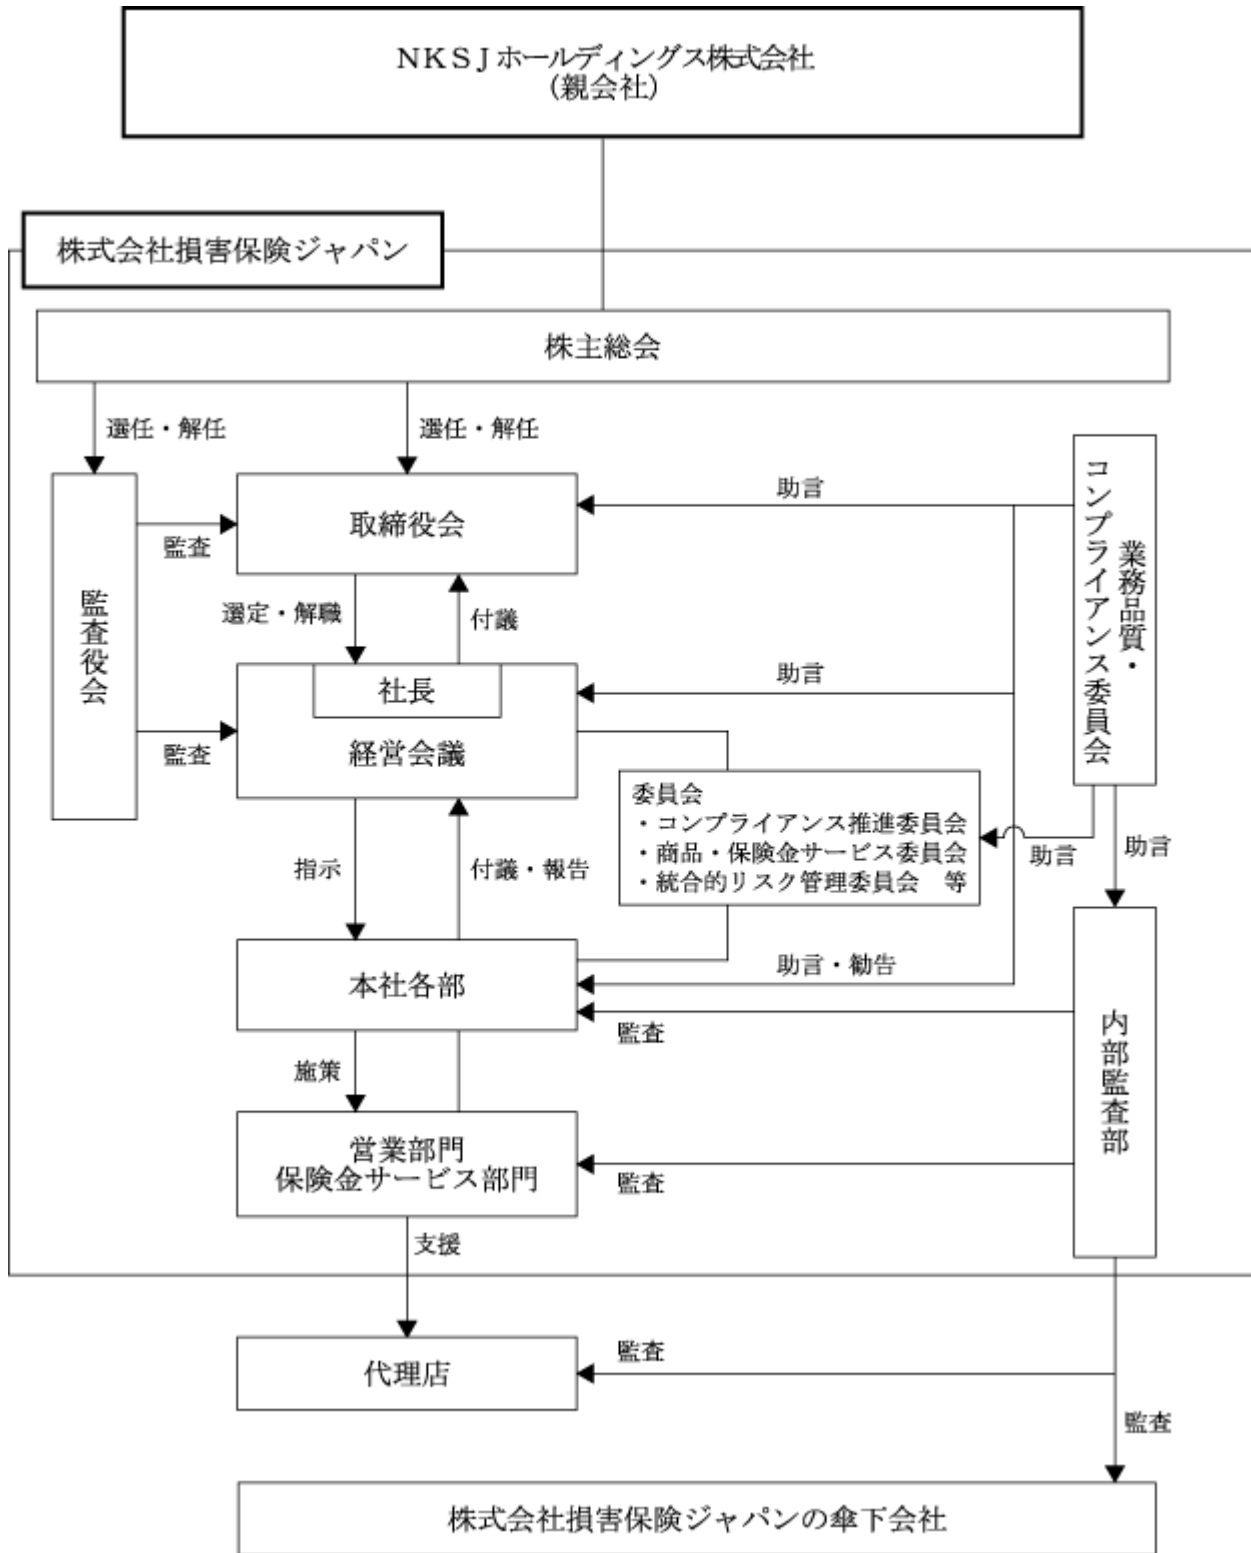 NKSJホールディングス株式会社
(親会社)
株式会社損害保険ジャパン
株主総会
選任・解任
選任・解任
監査役会
取締役会
助言
業務品質・
コンプライアンス委員会
監査
選定・解職
付議
社長
経営会議
助言
監査
委員会
・コンプライアンス推進委員会
・商品・保険金サービス委員会
・統合的リスク管理委員会　等
助言
助言
指示
付議・報告
本社各部
助言・勧告
監査
内部監査部
施策
営業部門
保険金サービス部門
監査
支援
代理店
監査
監査
株式会社損害保険ジャパンの傘下会社